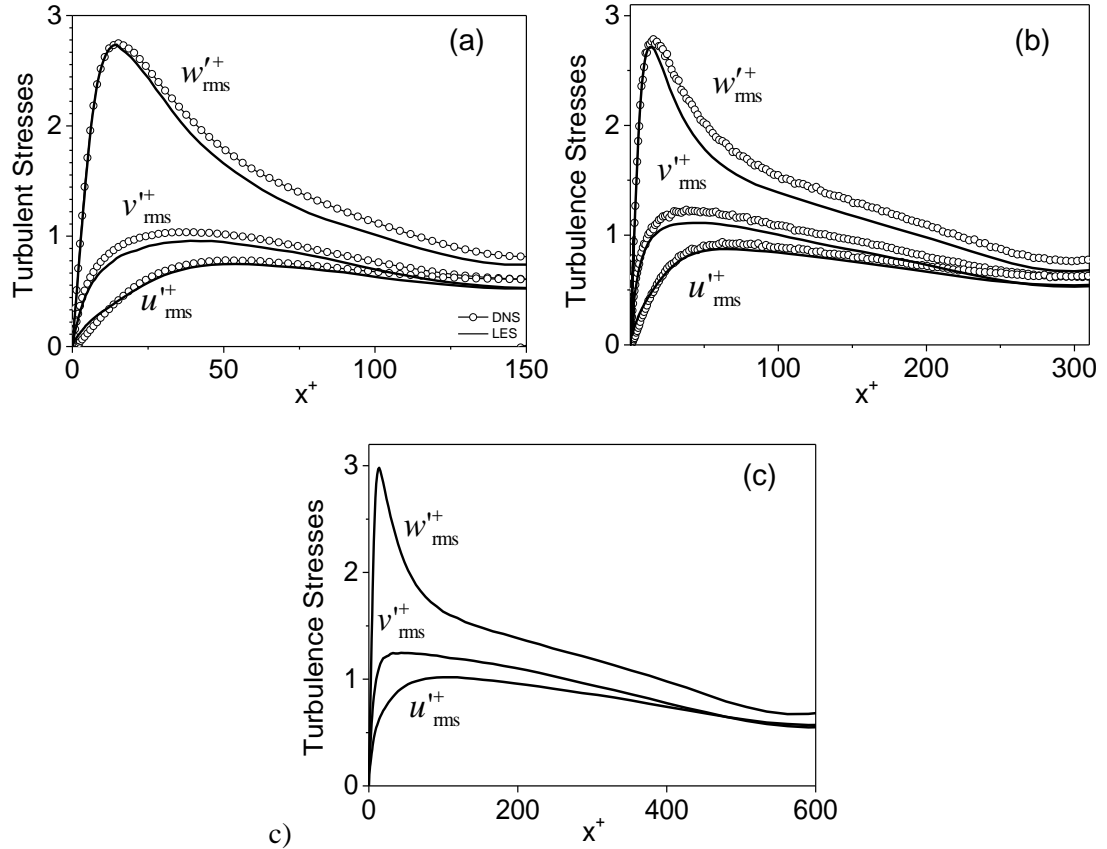 (a)
Turbulent Stresses
3
2
1
0
w'+rms
v'+rms
u'+rms
DNS
LES
0 50 100 150
x+
(b)
Turbulence Stresses
3
2
1
0
w'+rms
v'+rms
u'+rms
100 200 300
x+
(c)
Turbulence Stresses
3
2
1
0
w'+rms
v'+rms
u'+rms
0 200 400 600
x+
c)